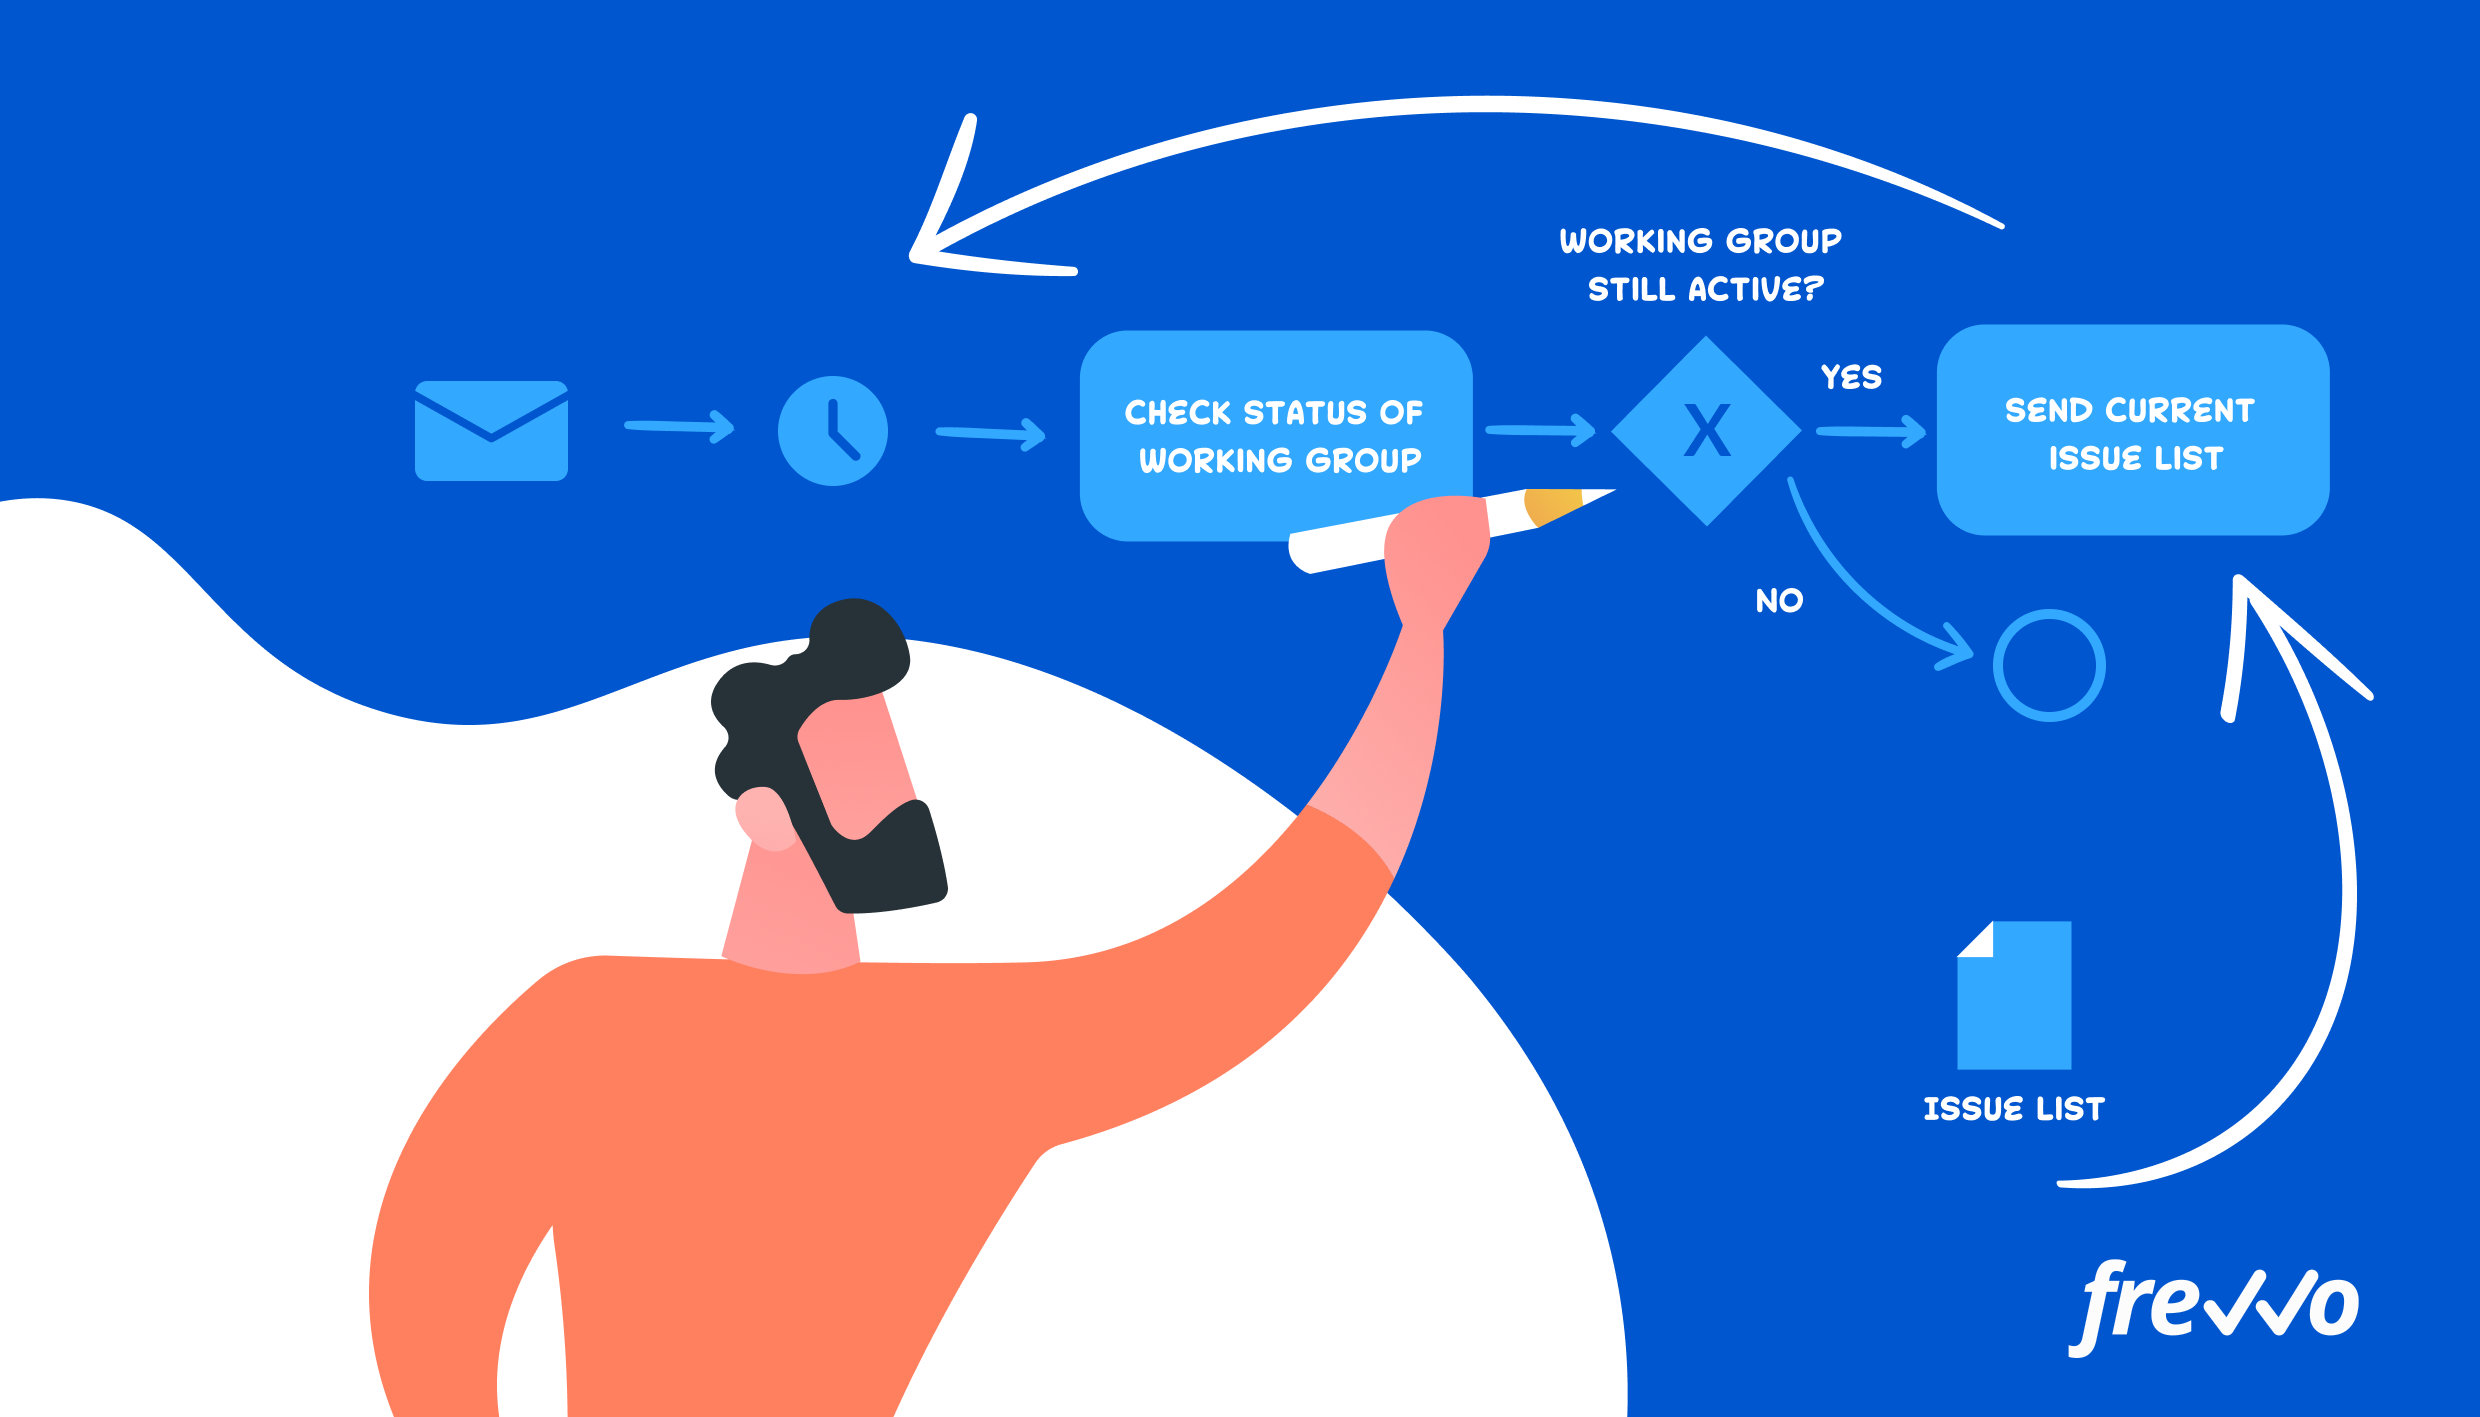 WORKING GROUP
STILL ACTIVE?
CHECK STATUS OF
WORKING GROUP
X
YES
SEND CURRENT
ISSUE LIST
NO
ISSUE LIST
frevvo